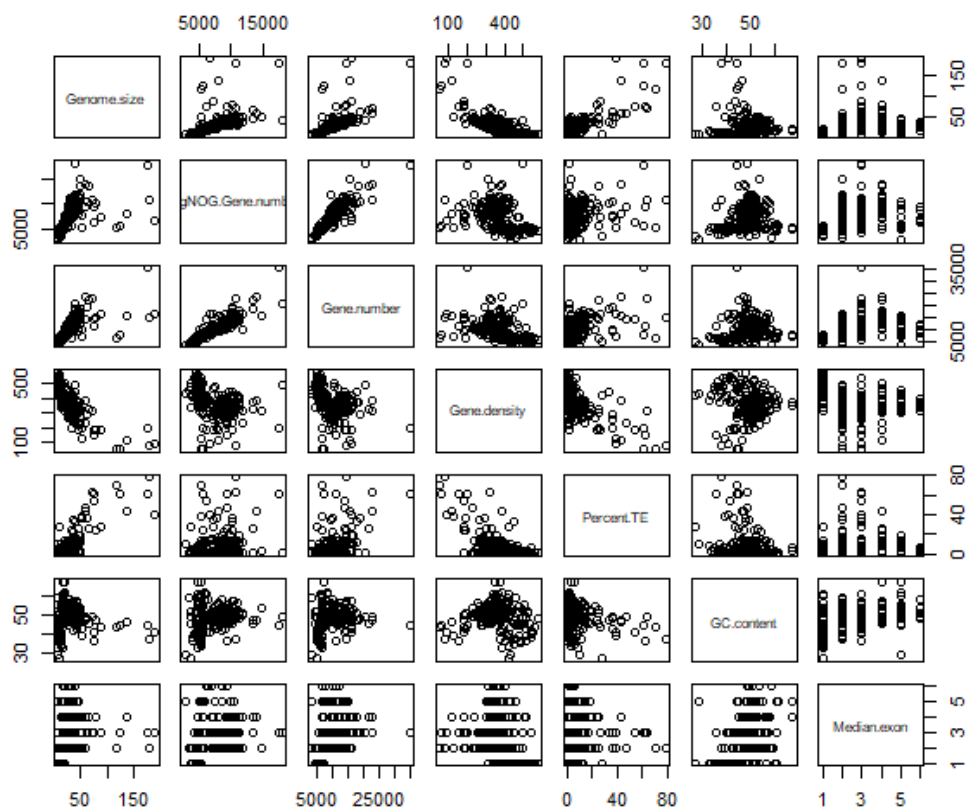 5000 15000 100 400 30 50
Genome.size 50 150
5000 gNOG.Gene.numb
Gene.number 5000 35000
100 500 Gene.density
Percent.TE 0 40 80
30 50 GC.content
Median.exon 1 3 5
50 150 5000 25000 0 40 80 1 3 5